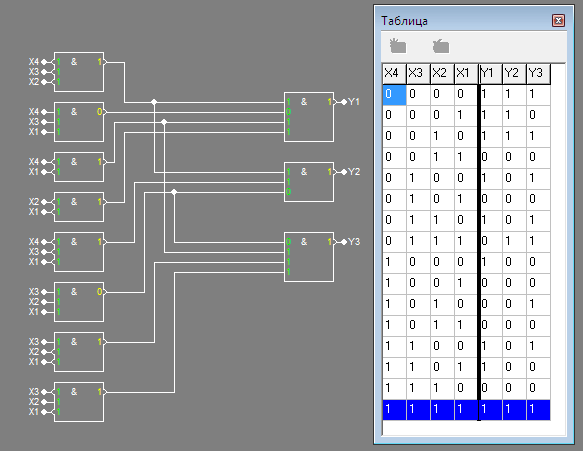 X4 1 & 1
X3 1
X2 1
X4 1 & 0
X3 1
X1 1
X4 1 & 1
X1 1
X2 1 & 1
X1 1
X4 1 & 1
X3 1
X1 1
X3 1 & 0
X2 1
X1 1
X3 1 & 1
X2 1
X1 1
X3 1 & 1
X2 1
X1 1
1 & 1 Y1
0
1
1
1 & 1 Y2
1
0
0 & 1 Y3
1
1
1
Таблица
X4 X3 X2 X1 Y1 Y2 Y3
0 0 0 0 1 1 1
0 0 0 1 0 1 1
0 0 1 0 1 1 1
0 0 1 1 0 0 0
0 1 0 0 1 0 1
0 1 0 1 0 1 0
0 1 1 0 1 0 1
0 1 1 1 0 1 1
1 0 0 0 1 0 0
1 0 0 1 1 0 0
1 0 1 0 0 0 1
1 0 1 1 1 0 0
1 1 0 0 0 0 1
1 1 0 1 1 0 0
1 1 1 0 0 0 0
1 1 1 1 1 1 1